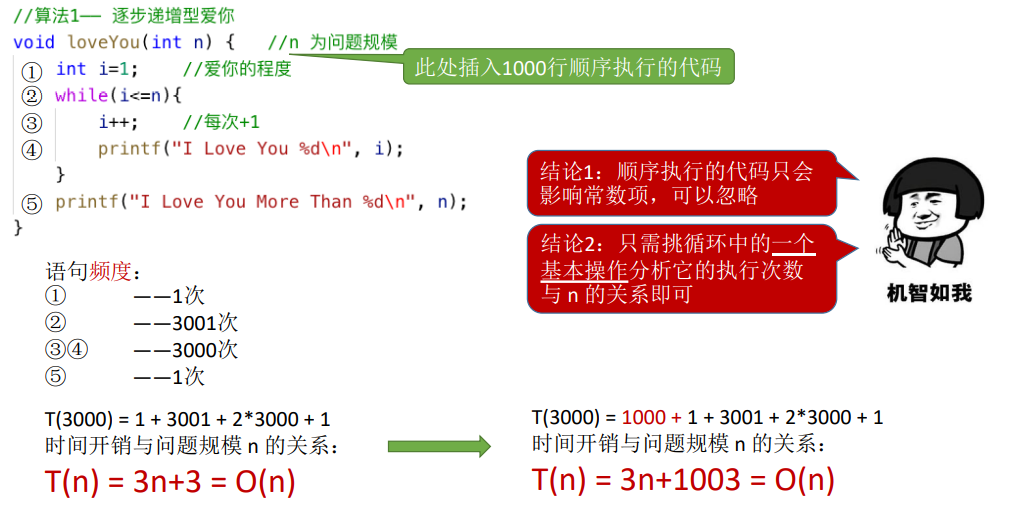 //算法1—— 逐步递增型爱你
void loveYou(int n) {   //n 为问题规模
① int i=1;    //爱你的程度
② while(i<=n){
③ i++;    //每次+1
④ printf("I Love You %d\n", i);
}
⑤ printf("I Love You More Than %d\n", n);
}
此处插入1000行顺序执行的代码
结论1：顺序执行的代码只会
影响常数项，可以忽略
结论2：只需挑循环中的一个
基本操作分析它的执行次数
与 n 的关系即可
机智如我
语句频度：
① ——1次
② ——3001次
③④ ——3000次
⑤ ——1次
T(3000) = 1 + 3001 + 2*3000 + 1
时间开销与问题规模 n 的关系：
T(n) = 3n+3 = O(n)
T(3000) = 1000 + 1 + 3001 + 2*3000 + 1
时间开销与问题规模 n 的关系：
T(n) = 3n+1003 = O(n)